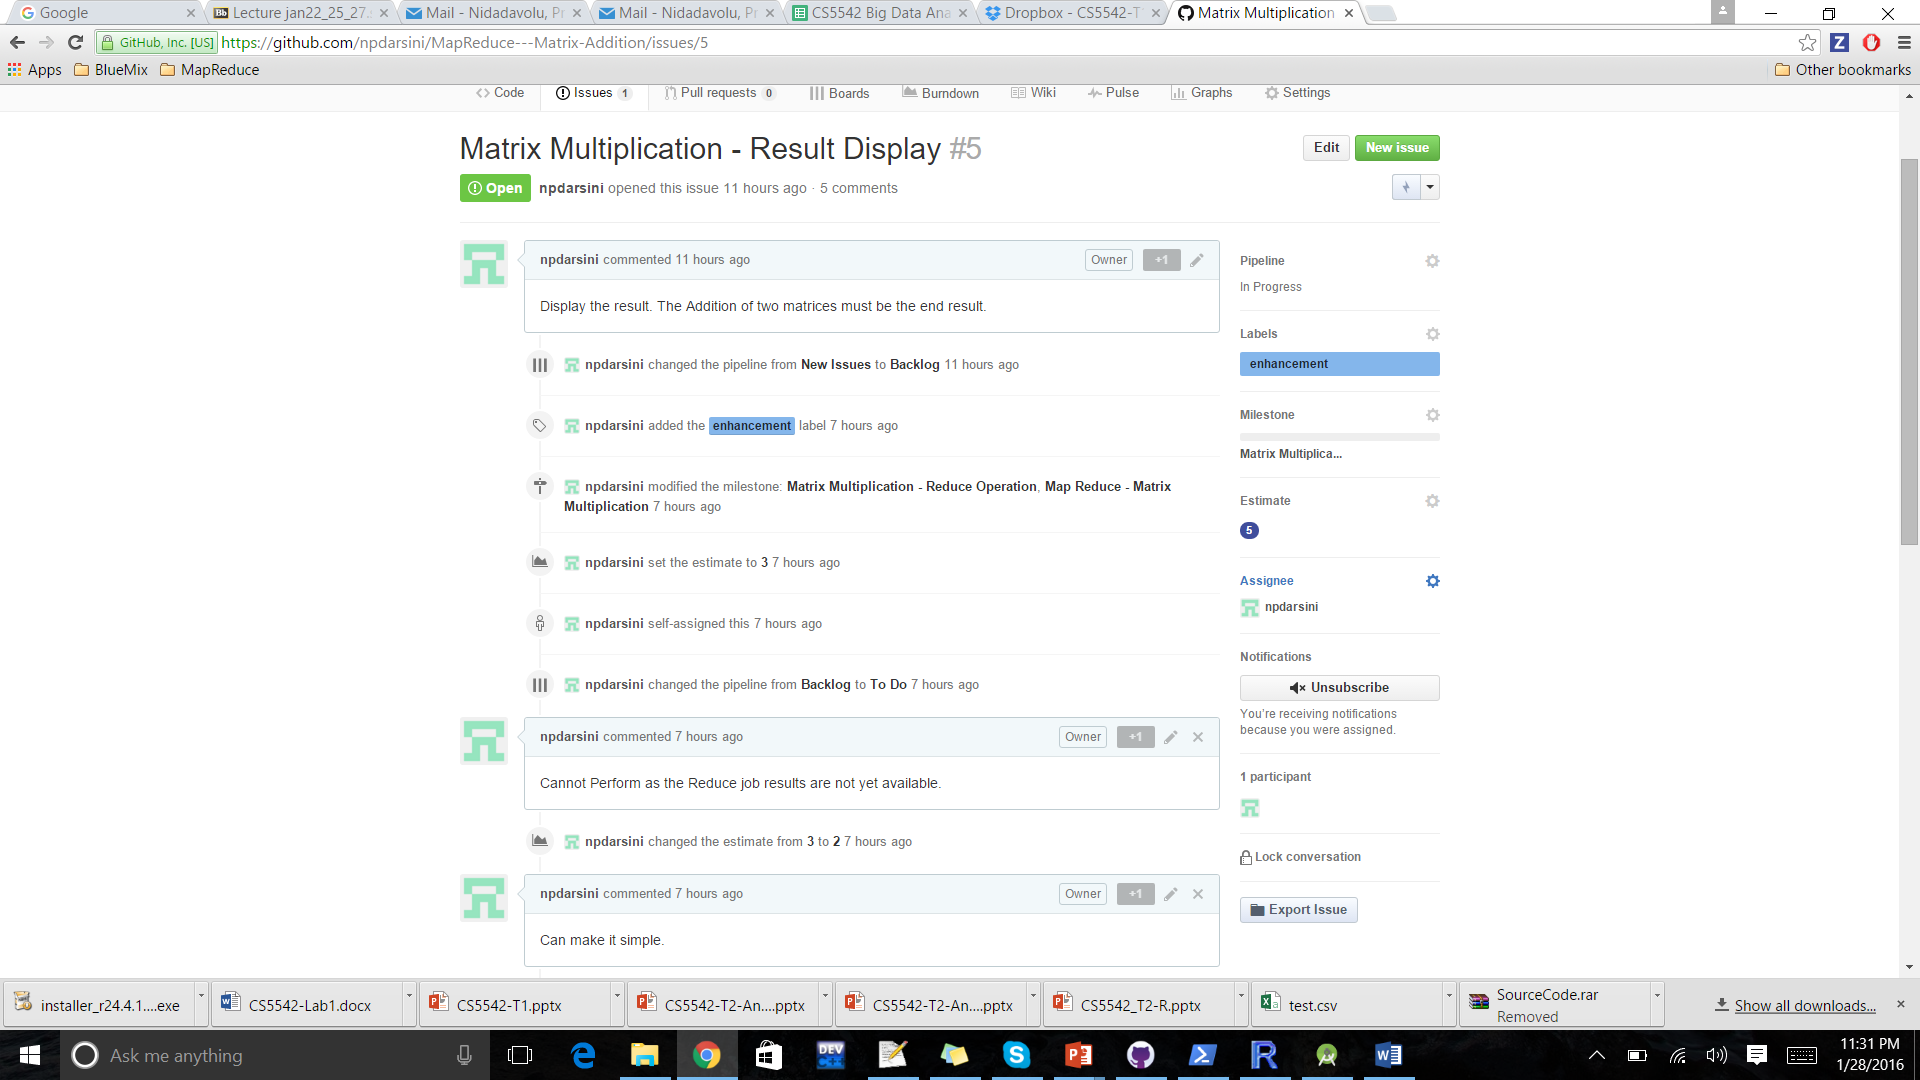 Google
Lecture jan22_25_27.
Mail - Nidadavolu, Pr
Mail - Nidadavolu, Pr
CS5542 Big Data Ana
Dropbox - CS5542-T
Matrix Multiplication
GitHub, Inc. [US] https://github.com/npdarsini/MapReduce---Matrix-Addition/issues/5
Apps BlueMix MapReduce Other bookmarks
Code Issues 1 Pull requests 0 Boards Burndown Wiki Pulse Graphs Settings
Matrix Multiplication - Result Display #5
Edit New issue
Open npdarsini opened this issue 11 hours ago · 5 comments
npdarsini commented 11 hours ago Owner +1
Display the result. The Addition of two matrices must be the end result.
npdarsini changed the pipeline from New Issues to Backlog 11 hours ago
npdarsini added the enhancement label 7 hours ago
npdarsini modified the milestone: Matrix Multiplication - Reduce Operation, Map Reduce - Matrix
Multiplication 7 hours ago
npdarsini set the estimate to 3 7 hours ago
npdarsini self-assigned this 7 hours ago
npdarsini changed the pipeline from Backlog to To Do 7 hours ago
npdarsini commented 7 hours ago Owner +1
Cannot Perform as the Reduce job results are not yet available.
npdarsini changed the estimate from 3 to 2 7 hours ago
npdarsini commented 7 hours ago Owner +1
Can make it simple.
Pipeline
In Progress
Labels
enhancement
Milestone
Matrix Multiplica...
Estimate
5
Assignee
npdarsini
Notifications
Unsubscribe
You're receiving notifications
because you were assigned.
1 participant
Lock conversation
Export Issue
installer_r24.4.1....exe
CS5542-Lab1.docx
CS5542-T1.pptx
CS5542-T2-An....pptx
CS5542-T2-An....pptx
CS5542_T2-R.pptx
test.csv
SourceCode.rar
Removed
Show all downloads...
Ask me anything
DEV
11:31 PM
1/28/2016